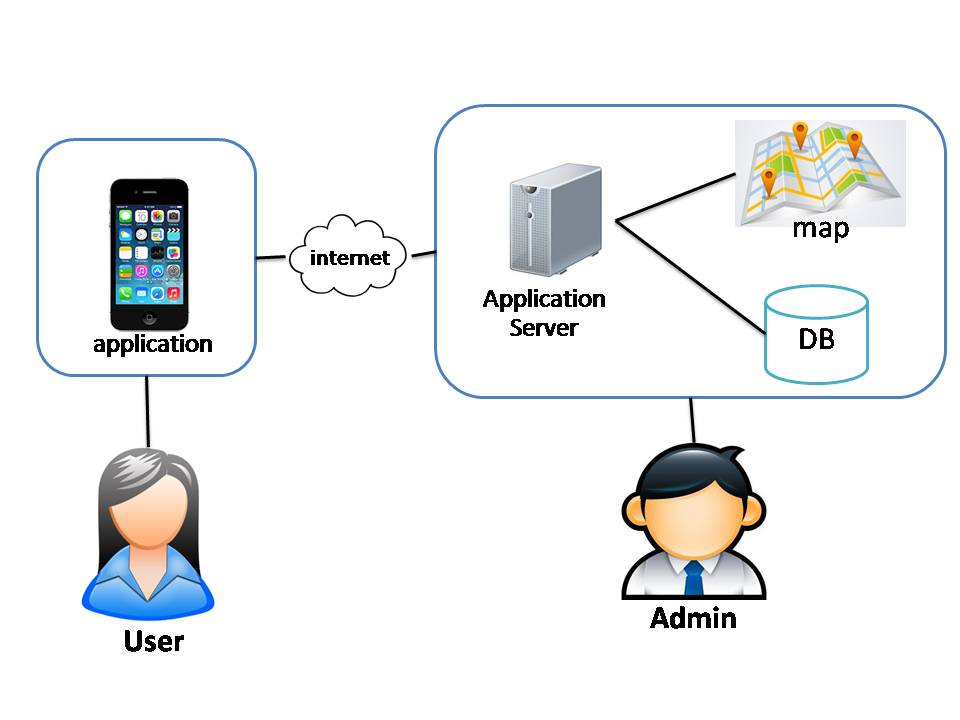 map
internet
Application
Server
DB
application
Admin
User